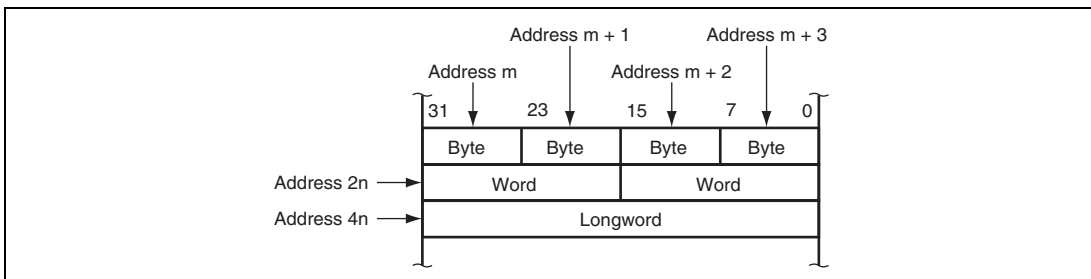 Address m + 1 Address m + 3
Address m Address m + 2
31 23 15 7 0
Byte Byte Byte Byte
Address 2n Word Word
Address 4n Longword